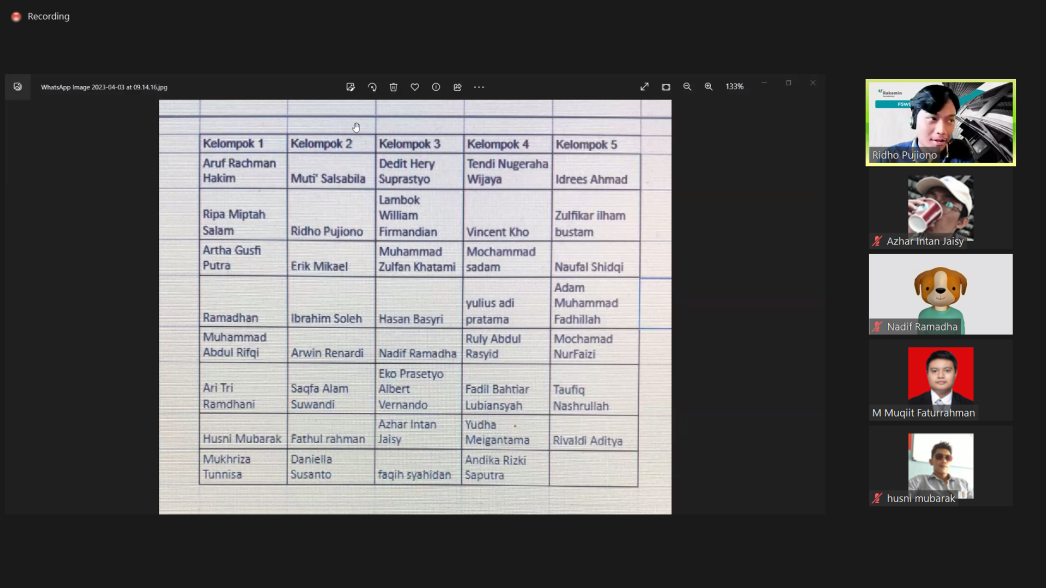 Recording
WhatsApp Image 2023-04-03 at 09.14.16.jpg
133%
Kelompok 1 Kelompok 2 Kelompok 3 Kelompok 4 Kelompok 5
Aruf Rachman
Hakim
Muti' Salsabila
Dedit Hery
Suprastyo
Tendi Nugeraha
Wijaya
Idrees Ahmad
Ripa Miptah
Salam
Ridho Pujiono
Lambok
William
Firmandian
Vincent Kho
Zulfikar ilham
bustam
Artha Gusfi
Putra
Erik Mikael
Muhammad
Zulfan Khatami
Mochammad
sadam
Naufal Shidqi
Ramadhan
Ibrahim Soleh
Hasan Basyri
yulius adi
pratama
Adam
Muhammad
Fadhillah
Muhammad
Abdul Rifqi
Arwin Renardi
Nadif Ramadha
Ruly Abdul
Rasyid
Mochamad
NurFaizi
Ari Tri
Ramdhani
Saqfa Alam
Suwandi
Eko Prasetyo
Albert
Vernando
Fadil Bahtiar
Lubiansyah
Taufiq
Nashrullah
Husni Mubarak
Fathul rahman
Azhar Intan
Jaisy
Yudha
Meigantama
Rivaldi Aditya
Mukhriza
Tunnisa
Daniella
Susanto
faqih syahidan
Andika Rizki
Saputra
Rakamin
Ridho Pujiono
Azhar Intan Jaisy
Nadif Ramadha
M Muqiit Faturrahman
husni mubarak